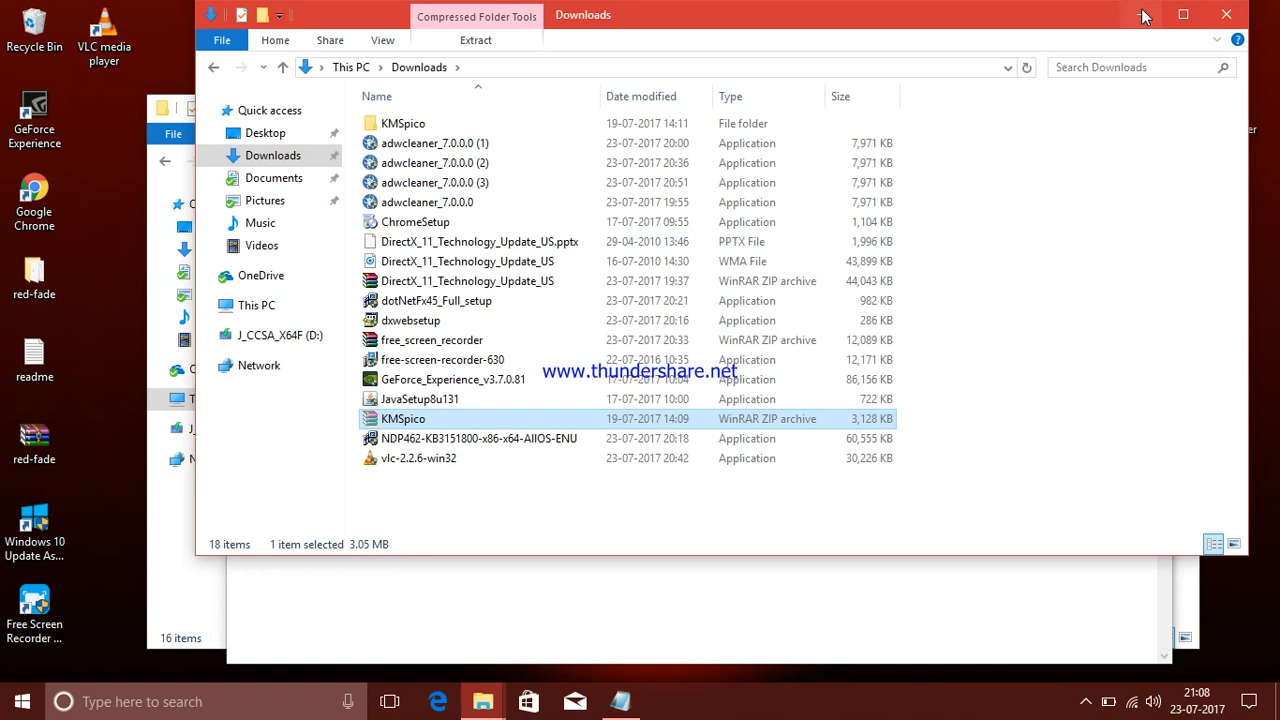 Recycle Bin
VLC media
player
GeForce
Experience
Google
Chrome
red-fade
readme
red-fade
Windows 10
Update As...
Free Screen
Recorder ...
File
16 items
Compressed Folder Tools
Downloads
File
Home
Share
View
Extract
This PC
Downloads
Search Downloads
Quick access
Desktop
Downloads
Documents
Pictures
Music
Videos
OneDrive
This PC
J_CCSA_X64F (D:)
Network
Name Date modified Type Size
KMSpico 19-07-2017 14:11 File folder
adwcleaner_7.0.0.0 (1) 23-07-2017 20:00 Application 7,971 KB
adwcleaner_7.0.0.0 (2) 23-07-2017 20:36 Application 7,971 KB
adwcleaner_7.0.0.0 (3) 23-07-2017 20:51 Application 7,971 KB
adwcleaner_7.0.0.0 23-07-2017 19:55 Application 7,971 KB
ChromeSetup 17-07-2017 09:55 Application 1,104 KB
DirectX_11_Technology_Update_US.pptx 29-04-2010 13:46 PPTX File 1,996 KB
DirectX_11_Technology_Update_US 16-07-2010 14:30 WMA File 43,899 KB
DirectX_11_Technology_Update_US 23-07-2017 19:37 WinRAR ZIP archive 44,043 KB
dotNetFx45_Full_setup 23-07-2017 20:21 Application 982 KB
dxwebsetup 23-07-2017 20:16 Application 286 KB
free_screen_recorder 23-07-2017 20:33 WinRAR ZIP archive 12,089 KB
free-screen-recorder-630 22-07-2016 10:35 Application 12,171 KB
www.thundershare.net
GeForce_Experience_v3.7.0.81 17-07-2017 10:04 Application 86,156 KB
JavaSetup8u131 17-07-2017 10:00 Application 722 KB
KMSpico 19-07-2017 14:09 WinRAR ZIP archive 3,128 KB
NDP462-KB3151800-x86-x64-AllOS-ENU 23-07-2017 20:18 Application 60,555 KB
vlc-2.2.6-win32 23-07-2017 20:42 Application 30,226 KB
18 items 1 item selected 3.05 MB
Type here to search
21:08
23-07-2017